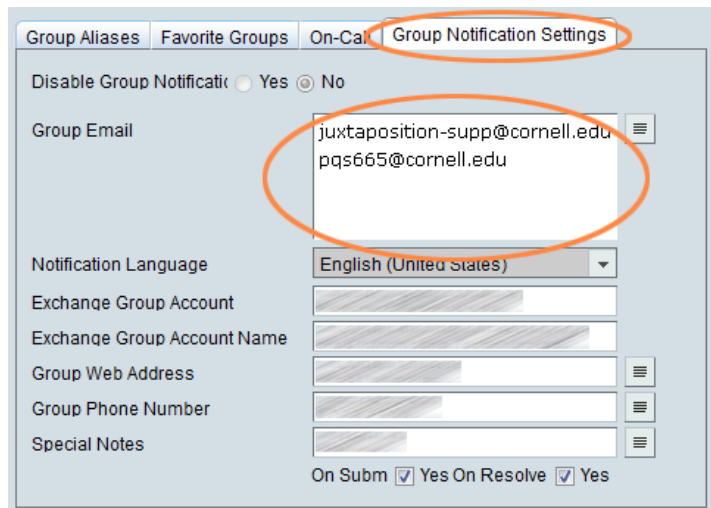 Group Aliases Favorite Groups On-Call Group Notification Settings
Disable Group Notificatic Yes No
Group Email juxtaposition-supp@cornell.edu
pqs665@cornell.edu
Notification Language English (United States)
Exchange Group Account
Exchange Group Account Name
Group Web Address
Group Phone Number
Special Notes
On Subm Yes On Resolve Yes